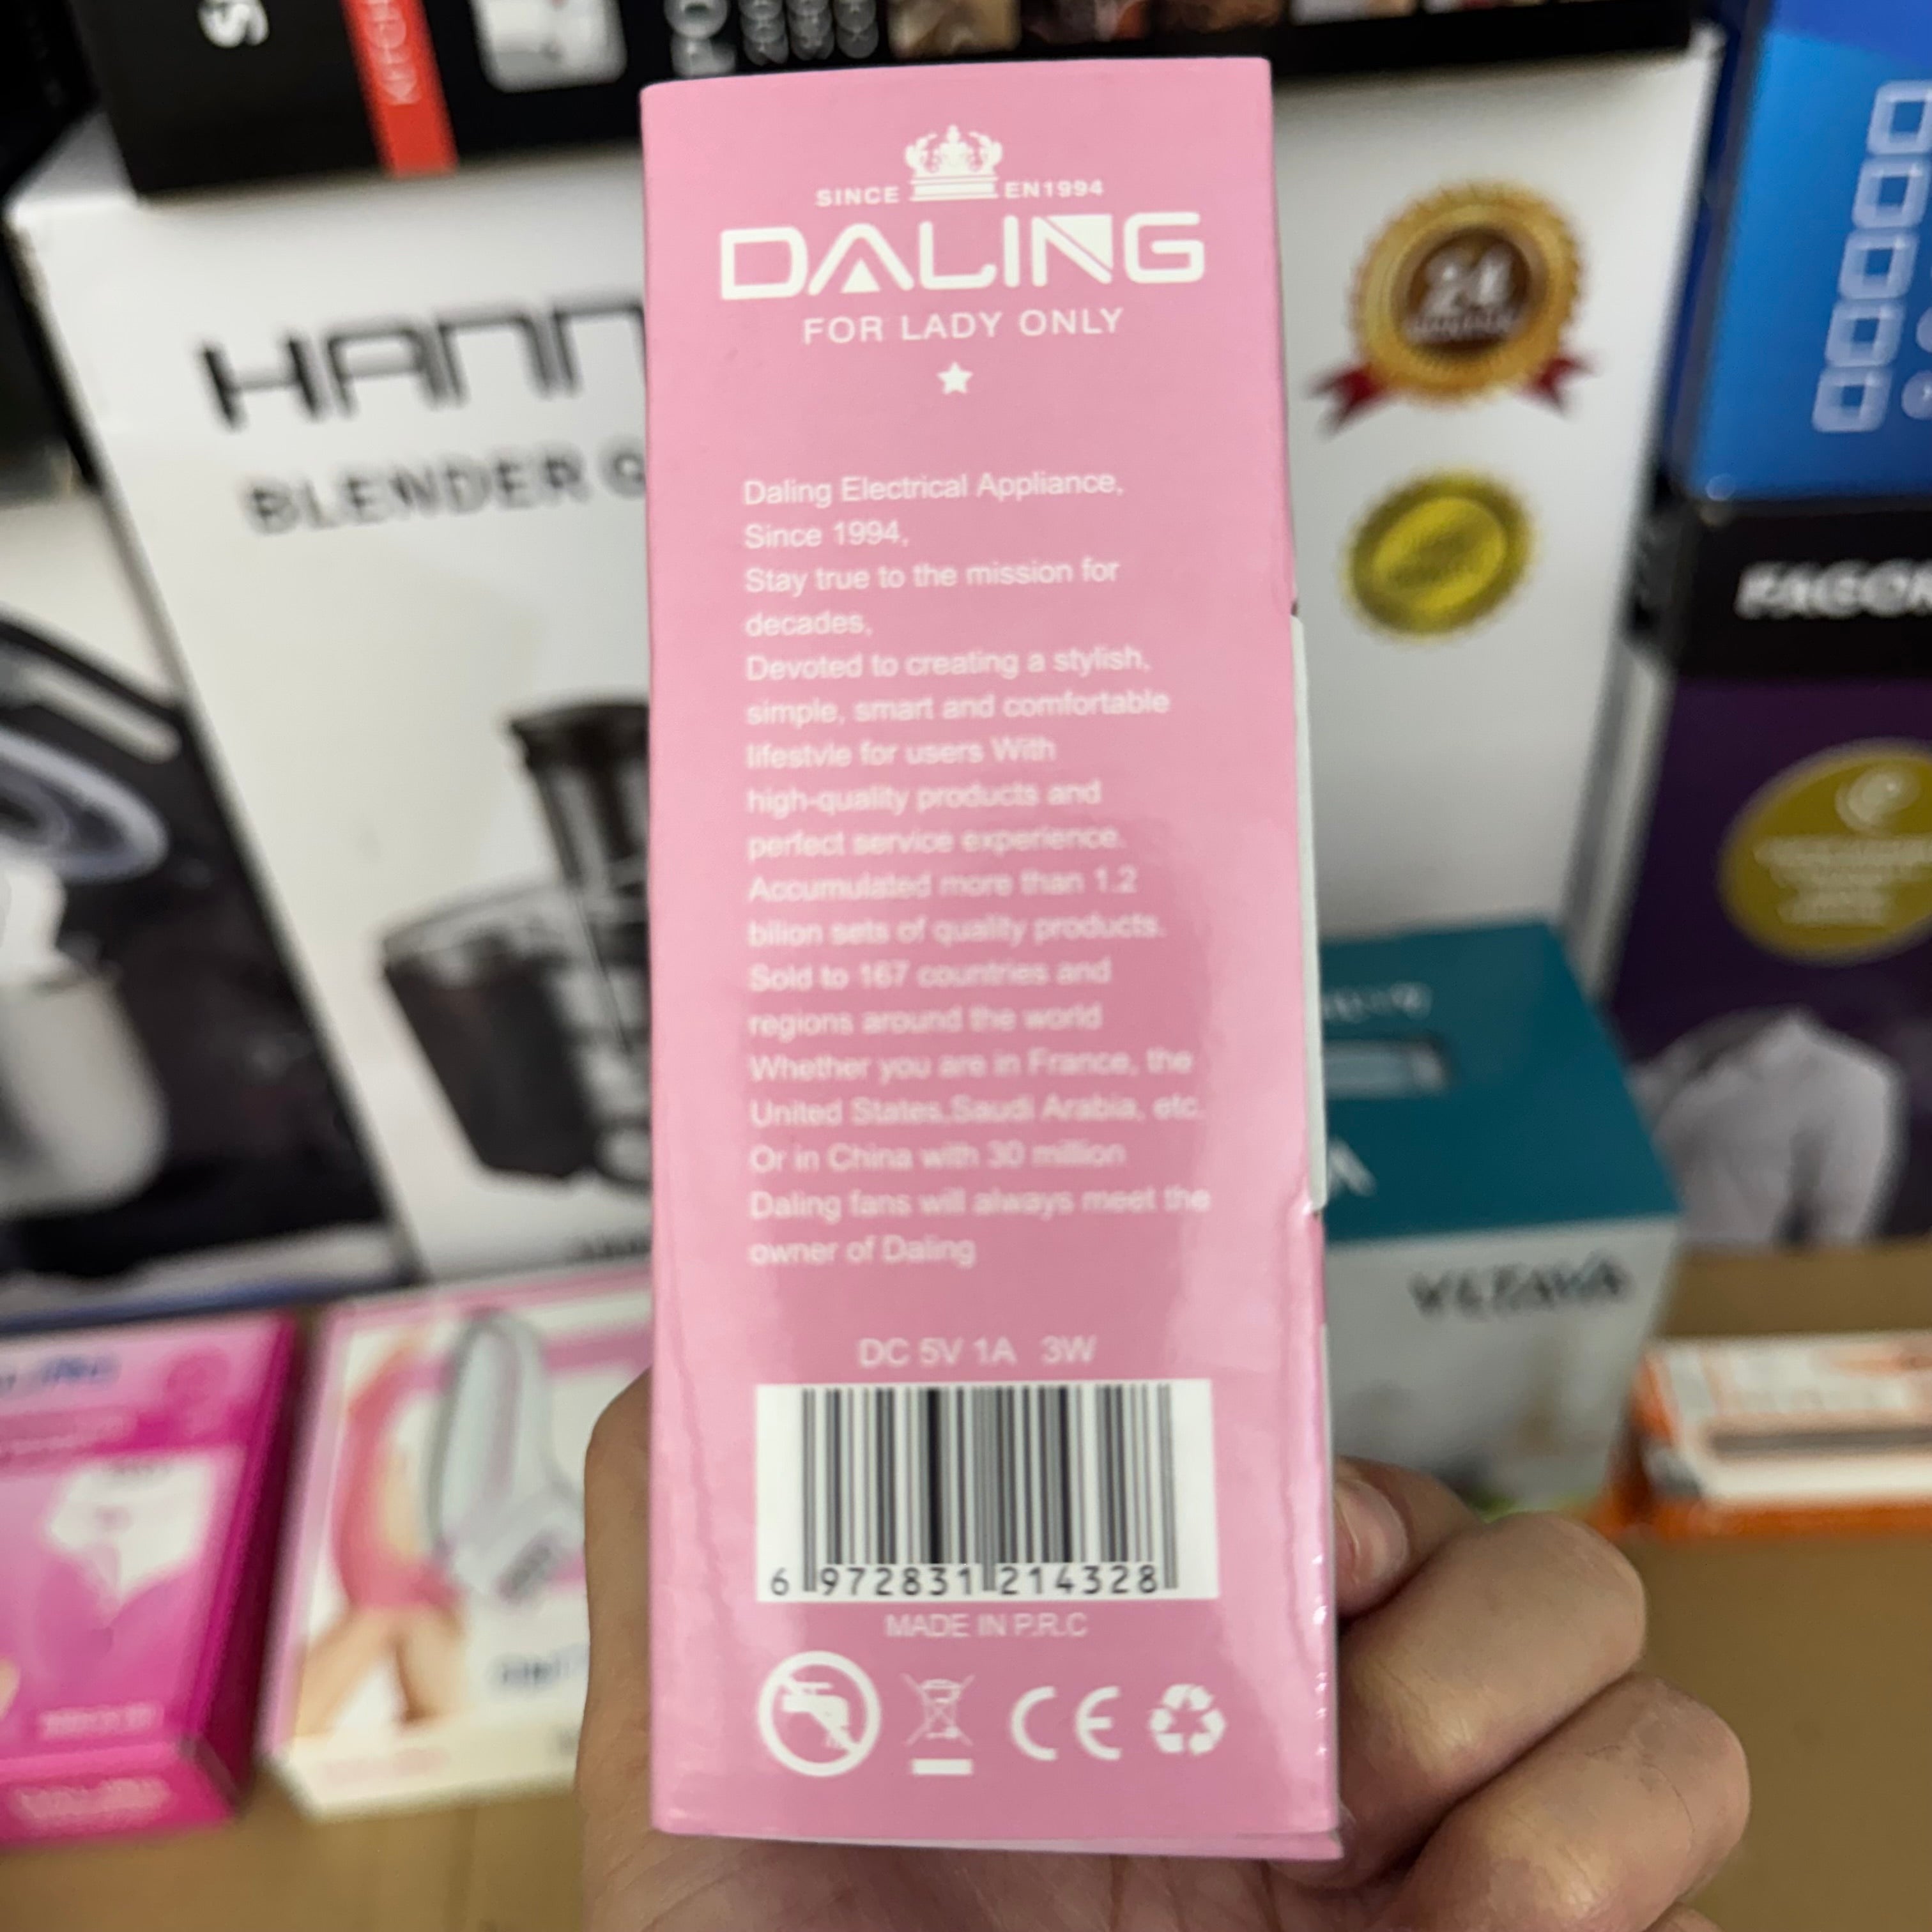 SINCE EN1994
DALING
FOR LADY ONLY
Daling Electrical Appliance,
Since 1994,
Stay true to the mission for
decades,
Devoted to creating a stylish,
simple, smart and comfortable
lifestvle for users With
high-quality products and
perfect service experience.
Accumulated more than 1.2
bilion sets of quality products.
Sold to 167 countries and
regions around the world
Whether you are in France, the
United States,Saudi Arabia, etc.
Or in China with 30 million
Daling fans will always meet the
owner of Daling
DC 5V 1A 3W
6 972831 214328
MADE IN P.R.C
CE
HANN
BLENDER
24
FAGOR
VLTAVA